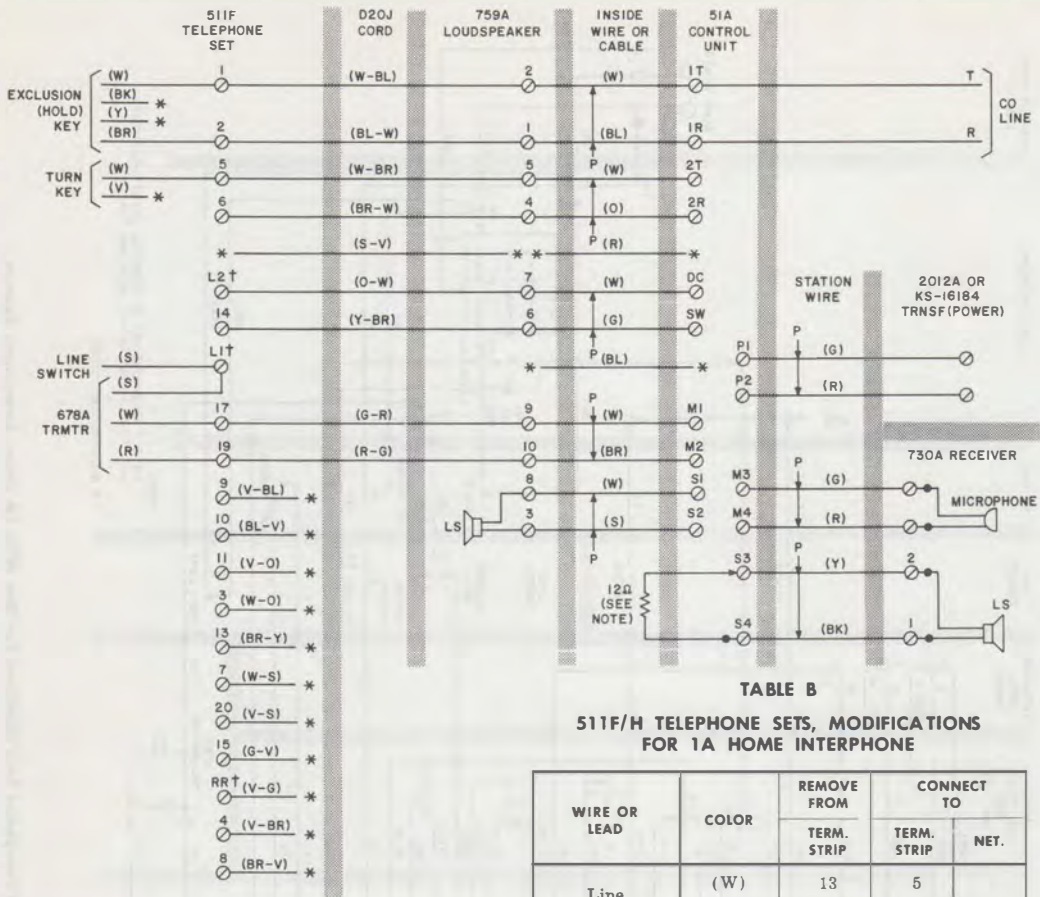 511F TELEPHONE SET
D20J CORD
759A LOUDSPEAKER
INSIDE WIRE OR CABLE
51A CONTROL UNIT
EXCLUSION (HOLD) KEY
(W) 1 (W-BL) 2 (W) 1T T
(BK) *
(Y) *
(BR) 2 (BL-W) 1 (BL) 1R R
CO LINE
P
TURN KEY
(W) 5 (W-BR) 5 (W) 2T
(V) *
6 (BR-W) 4 (O) 2R
P
* (S-V) * * (R) *
L2† (O-W) 7 (W) DC
14 (Y-BR) 6 (G) SW
P
* (BL) *
LINE SWITCH (S) L1†
678A TRMTR
(S)
(W) 17 (G-R) 9 (W) M1
P
(R) 19 (R-G) 10 (BR) M2
LS 8 (W) S1
3 (S) S2
P
STATION WIRE
2012A OR KS-16184 TRNSF(POWER)
P1 P (G)
P2 (R)
730A RECEIVER
M3 P (G) MICROPHONE
M4 (R)
12Ω (SEE NOTE)
S3 P (Y) 2
S4 (BK) 1
LS
9 (V-BL) *
10 (BL-V) *
11 (V-O) *
3 (W-O) *
13 (BR-Y) *
7 (W-S) *
20 (V-S) *
15 (G-V) *
RR† (V-G) *
4 (V-BR) *
8 (BR-V) *
TABLE B
511F/H TELEPHONE SETS, MODIFICATIONS
FOR 1A HOME INTERPHONE
WIRE OR LEAD
COLOR
REMOVE FROM
CONNECT TO
TERM. STRIP
TERM. STRIP
NET.
Line (W) 13 5